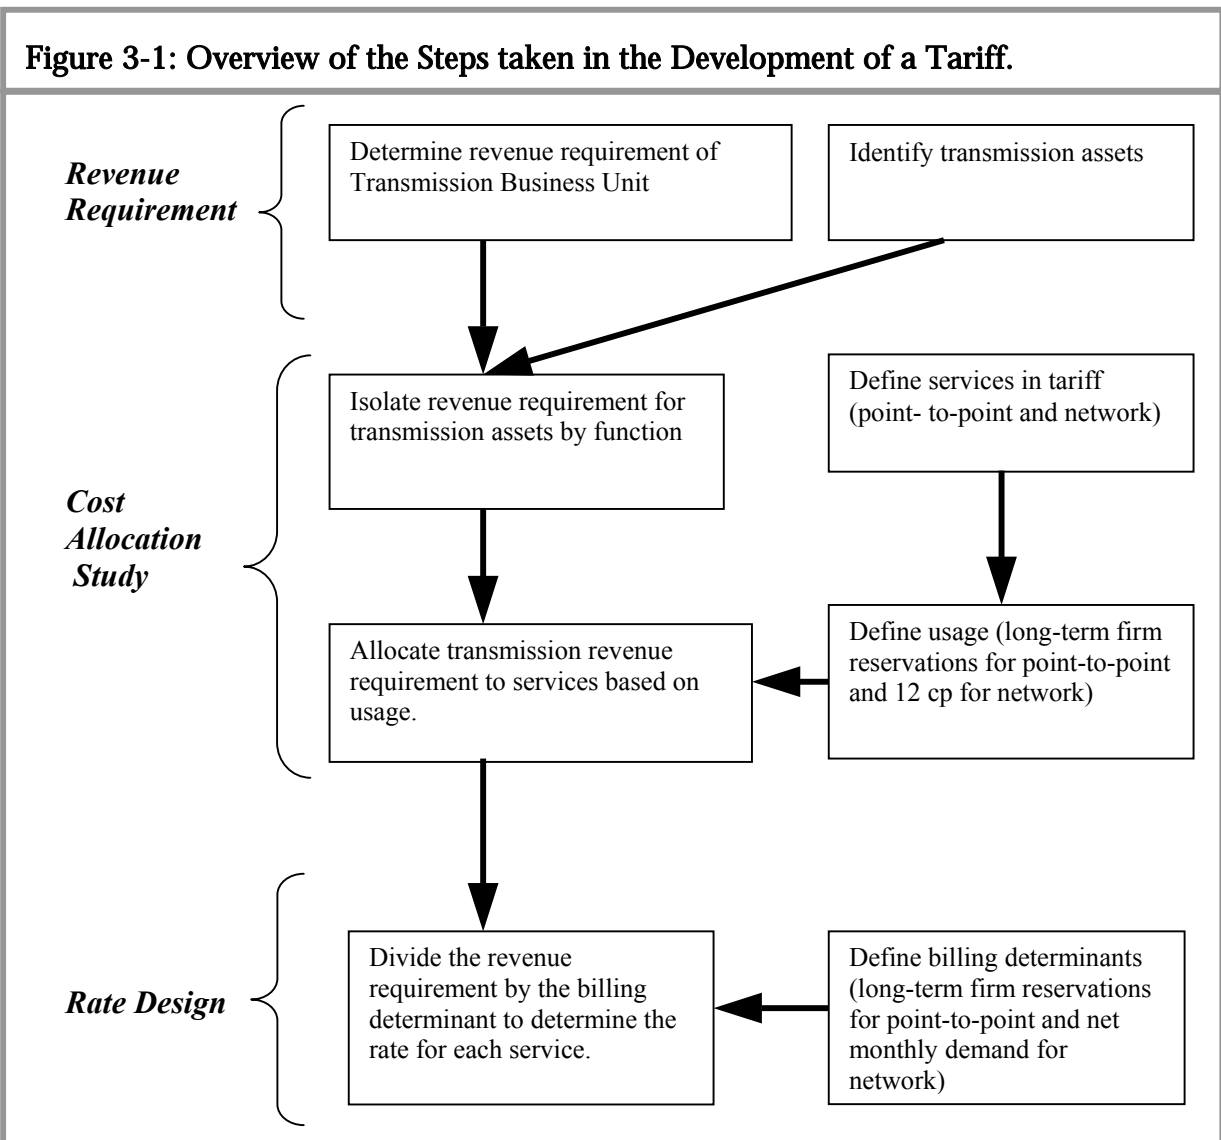 Figure 3-1: Overview of the Steps taken in the Development of a Tariff.
Revenue
Requirement
Determine revenue requirement of
Transmission Business Unit
Identify transmission assets
Cost
Allocation
Study
Isolate revenue requirement for
transmission assets by function
Define services in tariff
(point- to-point and network)
Allocate transmission revenue
requirement to services based on
usage.
Define usage (long-term firm
reservations for point-to-point
and 12 cp for network)
Rate Design
Divide the revenue
requirement by the billing
determinant to determine the
rate for each service.
Define billing determinants
(long-term firm reservations
for point-to-point and net
monthly demand for
network)